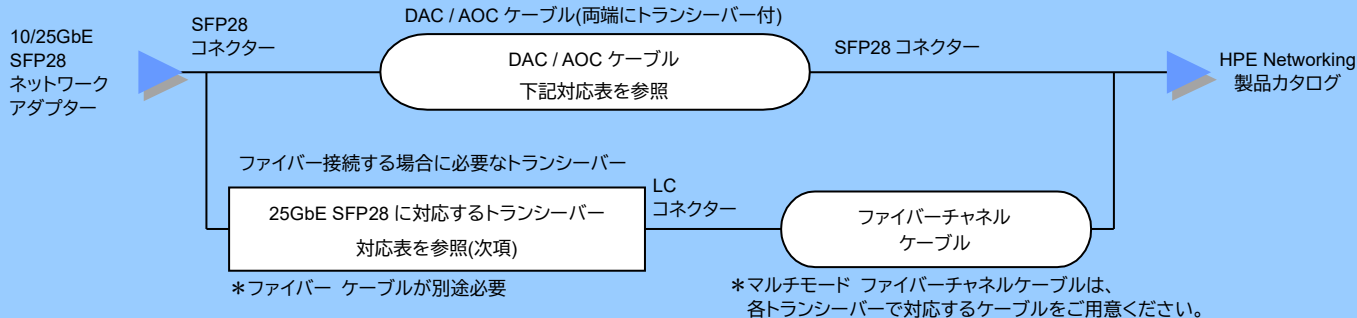 10/25GbE
SFP28
ネットワーク
アダプター
SFP28
コネクター
DAC / AOC ケーブル(両端にトランシーバー付)
DAC / AOC ケーブル
下記対応表を参照
SFP28 コネクター
HPE Networking
製品カタログ
ファイバー接続する場合に必要なトランシーバー
25GbE SFP28 に対応するトランシーバー
対応表を参照(次項)
*ファイバー ケーブルが別途必要
LC
コネクター
ファイバーチャネル
ケーブル
*マルチモード ファイバーチャネルケーブルは、
各トランシーバーで対応するケーブルをご用意ください。